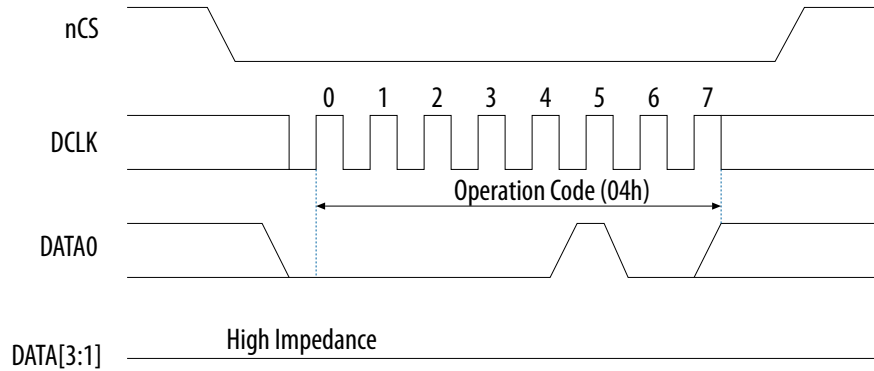 nCS
0 1 2 3 4 5 6 7
DCLK
Operation Code (04h)
DATA0
High Impedance
DATA[3:1]